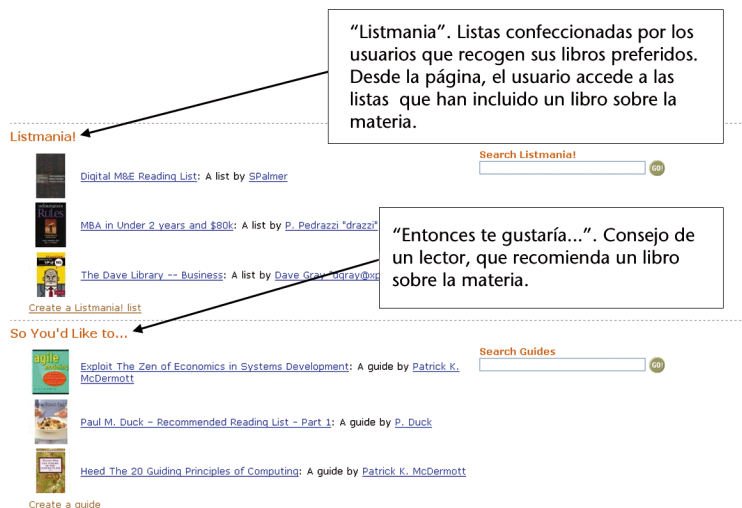 “Listmania”. Listas confeccionadas por los
usuarios que recogen sus libros preferidos.
Desde la página, el usuario accede a las
listas que han incluido un libro sobre la
materia.
Listmania!
Search Listmania!
GO!
Digital M&E Reading List: A list by SPalmer
MBA in Under 2 years and $80k: A list by P. Pedrazzi "drazzi"
“Entonces te gustaría...”. Consejo de
un lector, que recomienda un libro
sobre la materia.
The Dave Library -- Business: A list by Dave Gray
Create a Listmania! list
So You'd Like to...
Search Guides
GO!
agile
Exploit The Zen of Economics in Systems Development: A guide by Patrick K.
McDermott
Paul M. Duck – Recommended Reading List – Part 1: A guide by P. Duck
Heed The 20 Guiding Principles of Computing: A guide by Patrick K. McDermott
Create a guide